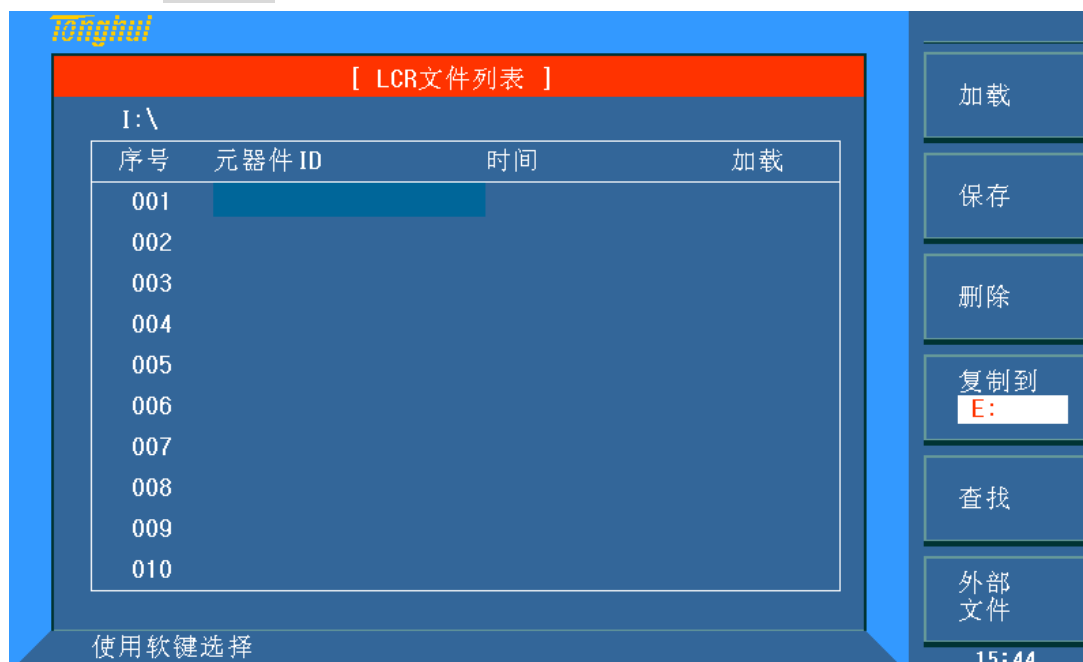 Tonghui
[ LCR文件列表 ]
I:\
序号 元器件ID 时间 加载
001
002
003
004
005
006
007
008
009
010
使用软键选择
加载
保存
删除
复制到
E:
查找
外部
文件
15:44